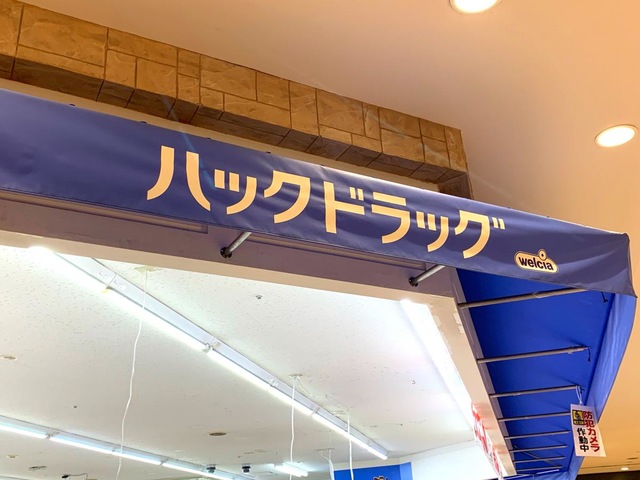 ハックドラッグ
welcia
防犯カメラ
作動中